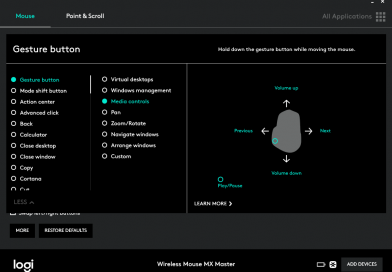 Mouse
Point & Scroll
All Applications
Gesture button
Hold down the gesture button while moving the mouse.
Gesture button
Mode shift button
Action center
Advanced click
Back
Calculator
Close desktop
Close window
Copy
Cortana
Cut
LESS
Virtual desktops
Windows management
Media controls
Pan
Zoom/Rotate
Navigate windows
Arrange windows
Custom
Volume up
Previous
Next
Volume down
Play/Pause
LEARN MORE
Swap left/right buttons
MORE
RESTORE DEFAULTS
logi
Wireless Mouse MX Master
ADD DEVICES